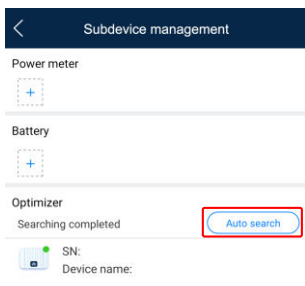 Subdevice management
Power meter
+
Battery
+
Optimizer
Searching completed Auto search
SN:
Device name: